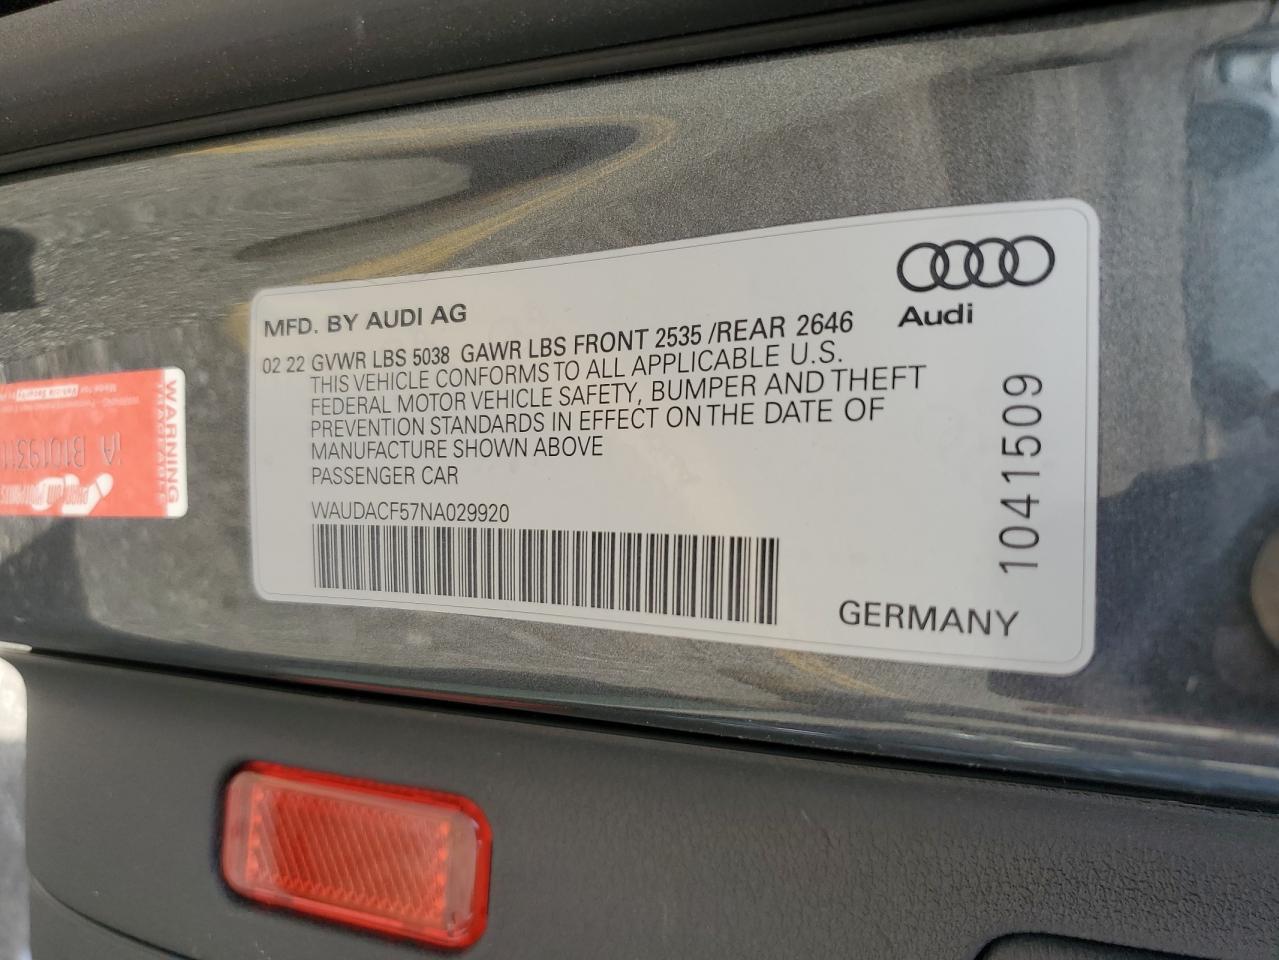 Audi
MFD. BY AUDI AG
02 22 GVWR LBS 5038 GAWR LBS FRONT 2535 /REAR 2646
THIS VEHICLE CONFORMS TO ALL APPLICABLE U.S.
FEDERAL MOTOR VEHICLE SAFETY, BUMPER AND THEFT
PREVENTION STANDARDS IN EFFECT ON THE DATE OF
MANUFACTURE SHOWN ABOVE
PASSENGER CAR
WAUDACF57NA029920
GERMANY
1041509
WARNING